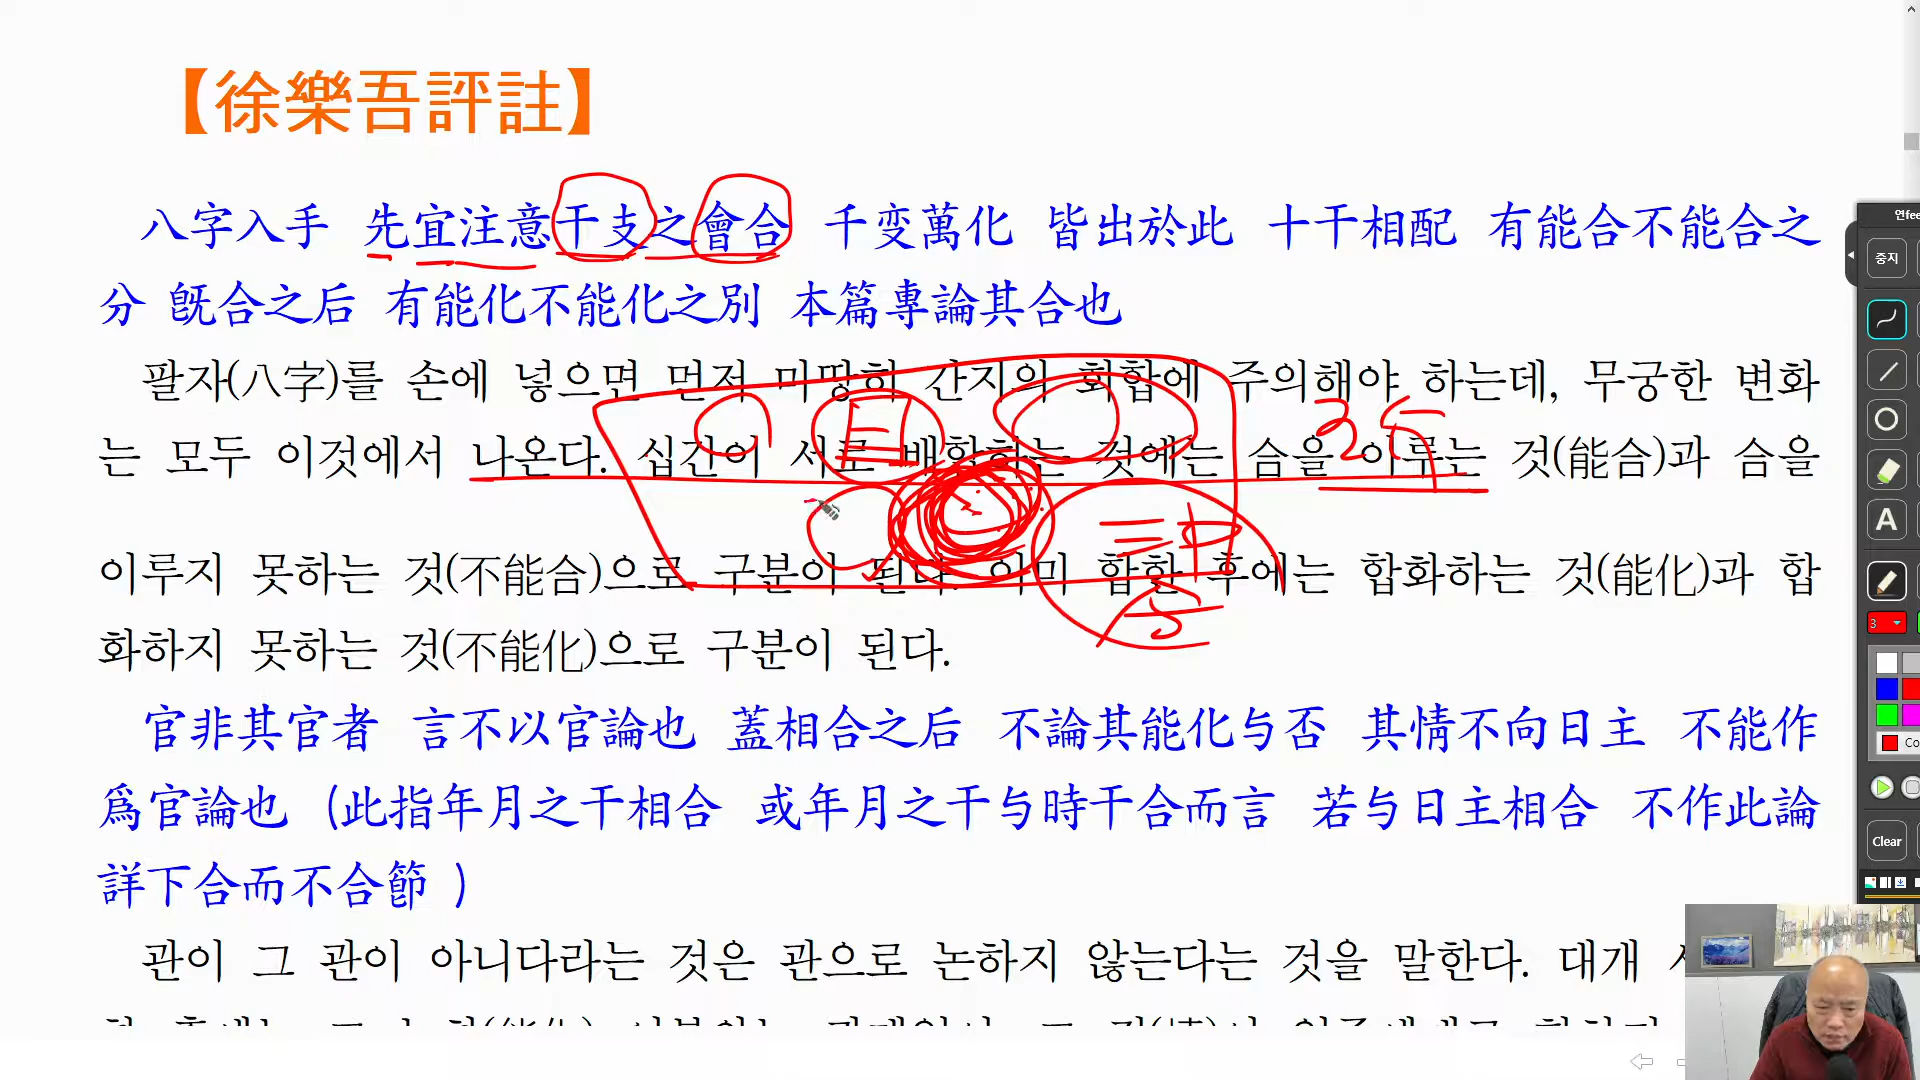 【徐樂吾評註】
八字入手 先宜注意干支之會合 千变萬化 皆出於此 十干相配 有能合不能合之
分 既合之后 有能化不能化之別 本篇專論其合也
팔자(八字)를 손에 넣으면 먼저 마땅히 간지의 회합에 주의해야 하는데, 무궁한 변화
는 모두 이것에서 나온다. 십간이 서로 배합하는 것에는 合을 이루는 것(能合)과 合을
이루지 못하는 것(不能合)으로 구분이 된다. 이미 합한 후에는 합화하는 것(能化)과 합
화하지 못하는 것(不能化)으로 구분이 된다.
官非其官者 言不以官論也 蓋相合之后 不論其能化与否 其情不向日主 不能作
爲官論也 (此指年月之干相合 或年月之干与時干合而言 若与日主相合 不作此論
詳下合而不合節 )
관이 그 관이 아니다라는 것은 관으로 논하지 않는다는 것을 말한다. 대개
중지
A
3
Clear